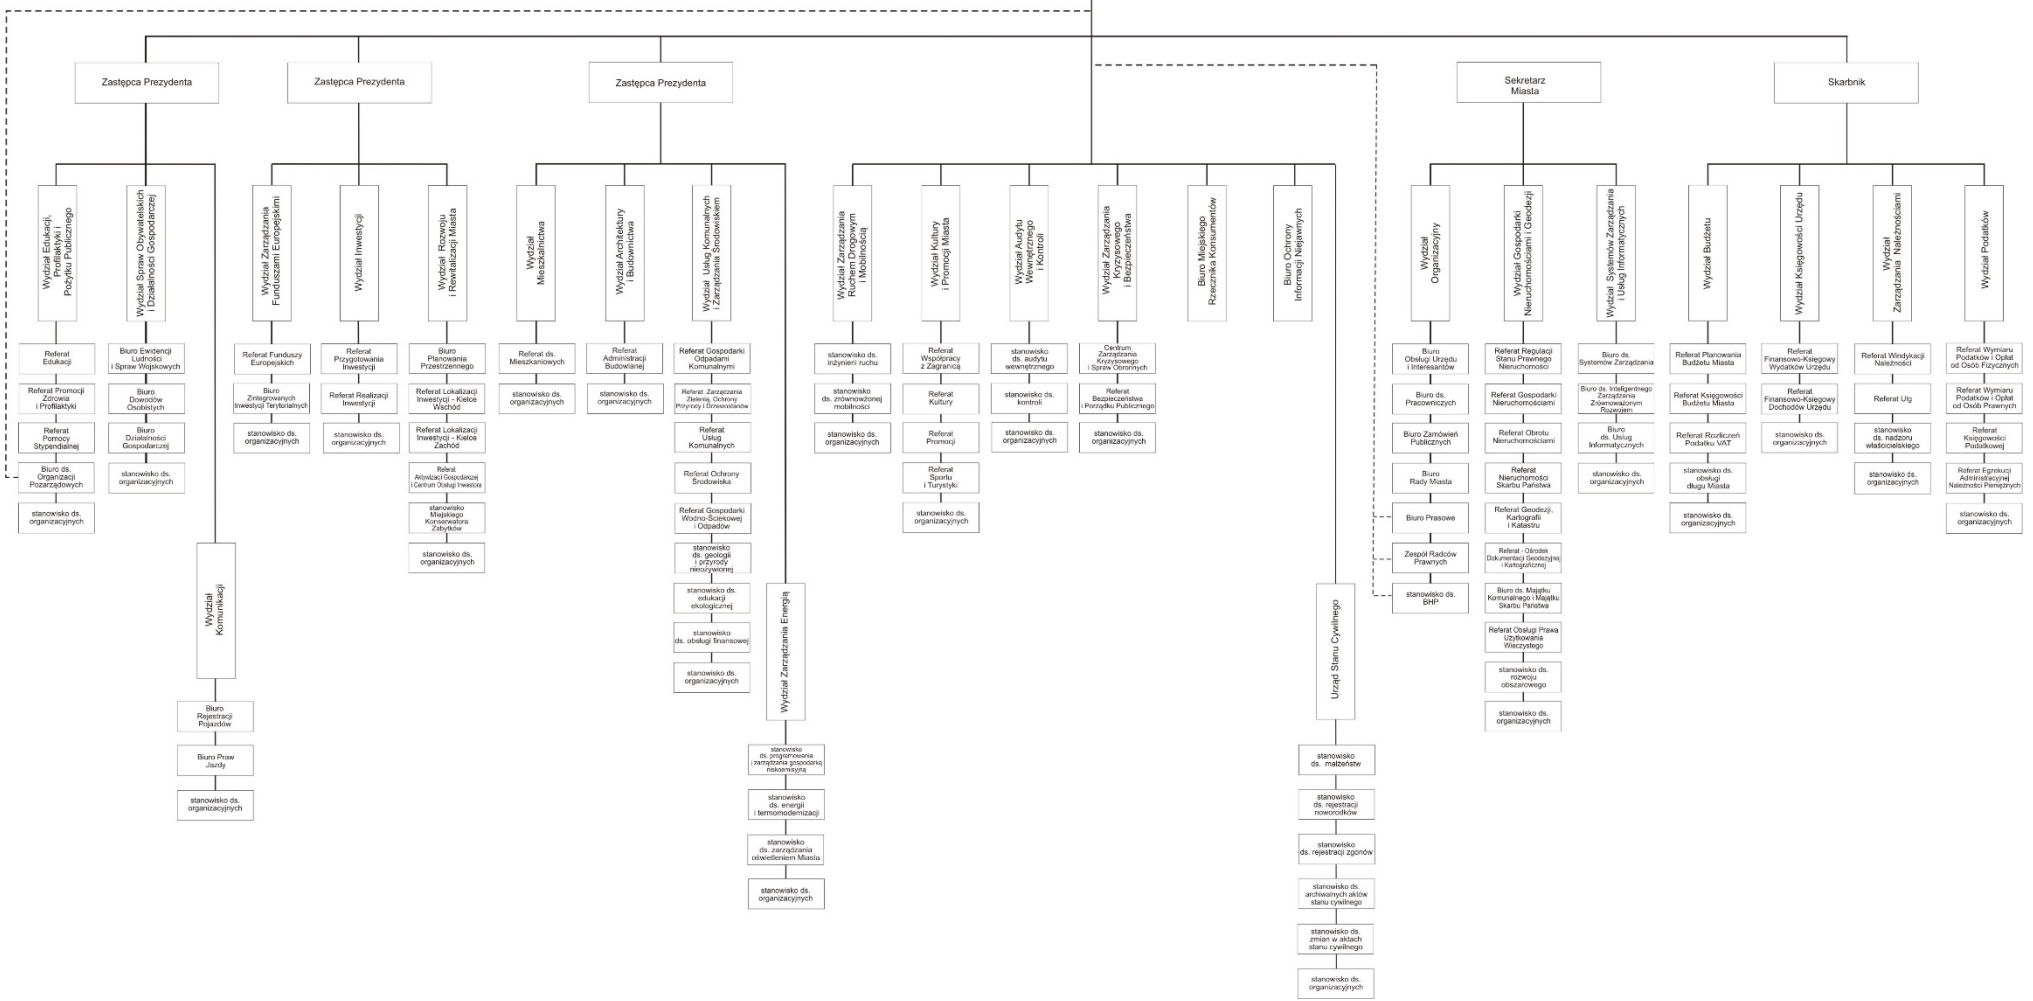 Zastępca Prezydenta
Zastępca Prezydenta
Zastępca Prezydenta
Sekretarz
Miasta
Skarbnik
Wydział Edukacji,
Profilaktyki i
Pożytku Publicznego
Wydział Spraw Obywatelskich
i Działalności Gospodarczej
Wydział Zarządzania
Funduszami Europejskimi
Wydział Inwestycji
Wydział Rozwoju
i Rewitalizacji Miasta
Wydział
Mieszkalnictwa
Wydział Architektury
i Budownictwa
Wydział Usług Komunalnych
i Zarządzania Środowiskiem
Wydział Zarządzania
Ruchem Drogowym
i Mobilnością
Wydział Kultury
i Promocji Miasta
Wydział Audytu
Wewnętrznego
i Kontroli
Wydział Zarządzania
Kryzysowego
i Bezpieczeństwa
Biuro Miejskiego
Rzecznika Konsumentów
Biuro Ochrony
Informacji Niejawnych
Wydział
Organizacyjny
Wydział Gospodarki
Nieruchomościami i Geodezji
Wydział Systemów Zarządzania
i Usług Informatycznych
Wydział Budżetu
Wydział Księgowości Urzędu
Wydział
Zarządzania Należnościami
Wydział Podatków
Referat
Edukacji
Referat Promocji
Zdrowia
i Profilaktyki
Referat
Pomocy
Stypendialnej
Biuro ds.
Organizacji
Pozarządowych
stanowisko ds.
organizacyjnych
Biuro Ewidencji
Ludności
i Spraw Wojskowych
Biuro
Dowodów
Osobistych
Biuro
Działalności
Gospodarczej
stanowisko ds.
organizacyjnych
Wydział
Komunikacji
Biuro
Rejestracji
Pojazdów
Biuro Praw
Jazdy
stanowisko ds.
organizacyjnych
Referat Funduszy
Europejskich
Biuro
Zintegrowanych
Inwestycji Terytorialnych
stanowisko ds.
organizacyjnych
Referat
Przygotowania
Inwestycji
Referat Realizacji
Inwestycji
stanowisko ds.
organizacyjnych
Biuro
Planowania
Przestrzennego
Referat Lokalizacji
Inwestycji - Kielce
Wschód
Referat Lokalizacji
Inwestycji - Kielce
Zachód
Referat
Aktywizacji Gospodarczej
i Centrum Obsługi Inwestora
stanowisko
Miejskiego
Konserwatora
Zabytków
stanowisko ds.
organizacyjnych
Referat ds.
Mieszkaniowych
stanowisko ds.
organizacyjnych
Referat
Administracji
Budowlanej
stanowisko ds.
organizacyjnych
Referat Gospodarki
Odpadami
Komunalnymi
Referat Zarządzania
Zielenią, Ochrony
Przyrody i Drzewostanów
Referat
Usług
Komunalnych
Referat Ochrony
Środowiska
Referat Gospodarki
Wodno-Ściekowej
i Odpadów
stanowisko
ds. geologii
i przyrody
nieożywionej
stanowisko ds.
edukacji
ekologicznej
stanowisko
ds. obsługi finansowej
stanowisko ds.
organizacyjnych
Wydział Zarządzania Energią
stanowisko
ds. programowania
i zarządzania gospodarką
niskoemisyjną
stanowisko
ds. energii
i termomodernizacji
stanowisko
ds. zarządzania
oświetleniem Miasta
stanowisko ds.
organizacyjnych
stanowisko ds.
inżynierii ruchu
stanowisko ds.
ds. zrównoważonej
mobilności
stanowisko ds.
organizacyjnych
Referat
Współpracy
z Zagranicą
Referat
Kultury
Referat
Promocji
Referat
Sportu
i Turystyki
stanowisko ds.
organizacyjnych
stanowisko
ds. audytu
wewnętrznego
stanowisko ds.
kontroli
stanowisko ds.
organizacyjnych
Centrum
Zarządzania
Kryzysowego
i Spraw Obronnych
Referat
Bezpieczeństwa
i Porządku Publicznego
stanowisko ds.
organizacyjnych
Urząd Stanu Cywilnego
stanowisko
ds. małżeństw
stanowisko
ds. rejestracji
noworodków
stanowisko
ds. rejestracji zgonów
stanowisko ds.
archiwalnych aktów
stanu cywilnego
stanowisko ds.
zmian w aktach
stanu cywilnego
stanowisko ds.
organizacyjnych
Biuro
Obsługi Urzędu
i Interesantów
Biuro ds.
Pracowniczych
Biuro Zamówień
Publicznych
Biuro
Rady Miasta
Biuro Prasowe
Zespół Radców
Prawnych
stanowisko ds.
BHP
Referat Regulacji
Stanu Prawnego
Nieruchomości
Referat Gospodarki
Nieruchomościami
Referat Obrotu
Nieruchomościami
Referat
Nieruchomości
Skarbu Państwa
Referat Geodezji,
Kartografii
i Katastru
Referat - Ośrodek
Dokumentacji Geodezyjnej
i Kartograficznej
Biuro ds. Majątku
Komunalnego i Majątku
Skarbu Państwa
Referat Obsługi Prawa
Użytkowania
Wieczystego
stanowisko ds.
rozwoju
obszarowego
stanowisko ds.
organizacyjnych
Biuro ds.
Systemów Zarządzania
Biuro ds. Inteligentnego
Zarządzania
Zrównoważonym
Rozwojem
Biuro
ds. Usług
Informatycznych
stanowisko ds.
organizacyjnych
Referat Planowania
Budżetu Miasta
Referat Księgowości
Budżetu Miasta
Referat Rozliczeń
Podatku VAT
stanowisko ds.
obsługi
długu Miasta
stanowisko ds.
organizacyjnych
Referat
Finansowo-Księgowy
Wydatków Urzędu
Referat
Finansowo-Księgowy
Dochodów Urzędu
stanowisko ds.
organizacyjnych
Referat Windykacji
Należności
Referat Ulg
stanowisko
ds. nadzoru
właścicielskiego
stanowisko ds.
organizacyjnych
Referat Wymiaru
Podatków i Opłat
od Osób Fizycznych
Referat Wymiaru
Podatków i Opłat
od Osób Prawnych
Referat
Księgowości
Podatkowej
Referat Egzekucji
Administracyjnej
Należności Pieniężnych
stanowisko ds.
organizacyjnych